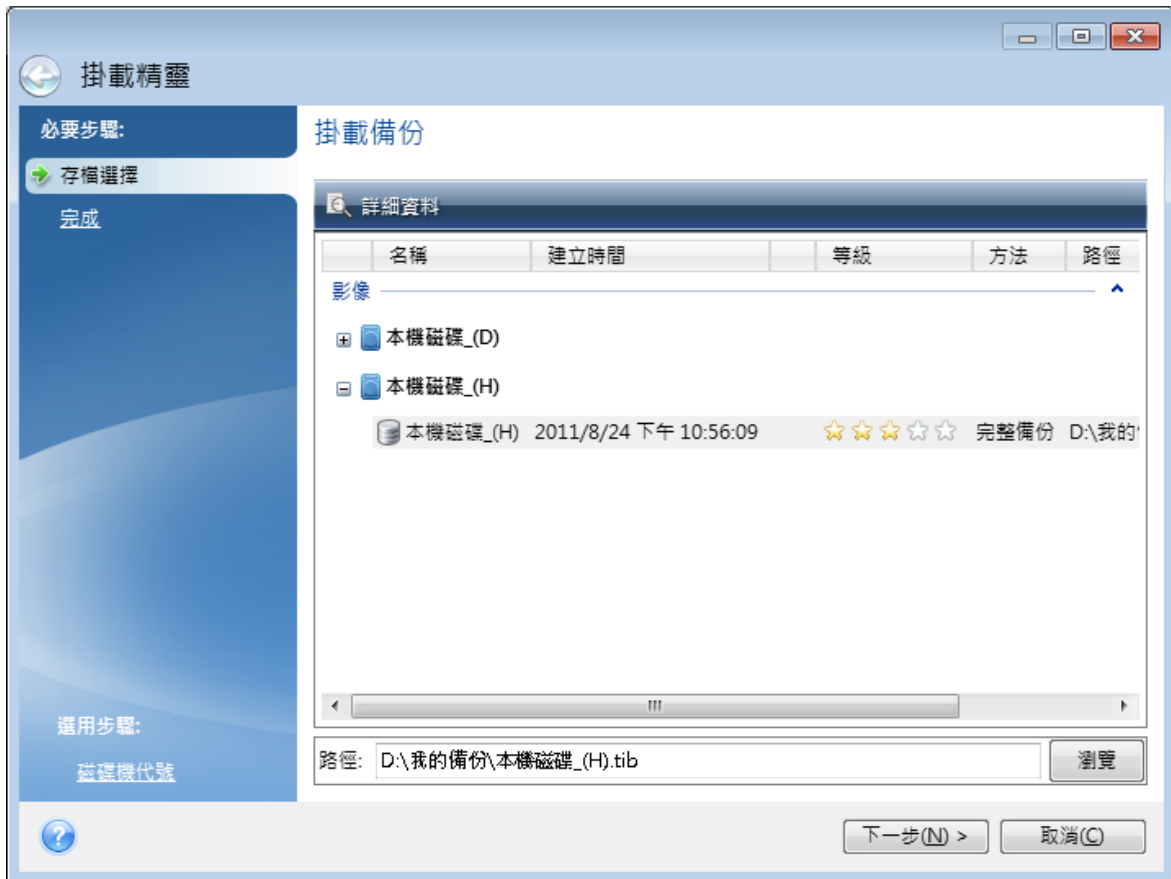 掛載精靈
必要步驟:
存檔選擇
完成
選用步驟:
磁碟機代號
掛載備份
詳細資料
名稱 建立時間 等級 方法 路徑
影像
本機磁碟_(D)
本機磁碟_(H)
本機磁碟_(H) 2011/8/24 下午 10:56:09 完整備份 D:\我的
路徑: D:\我的備份\本機磁碟_(H).tib 瀏覽
? 下一步(N) > 取消(C)